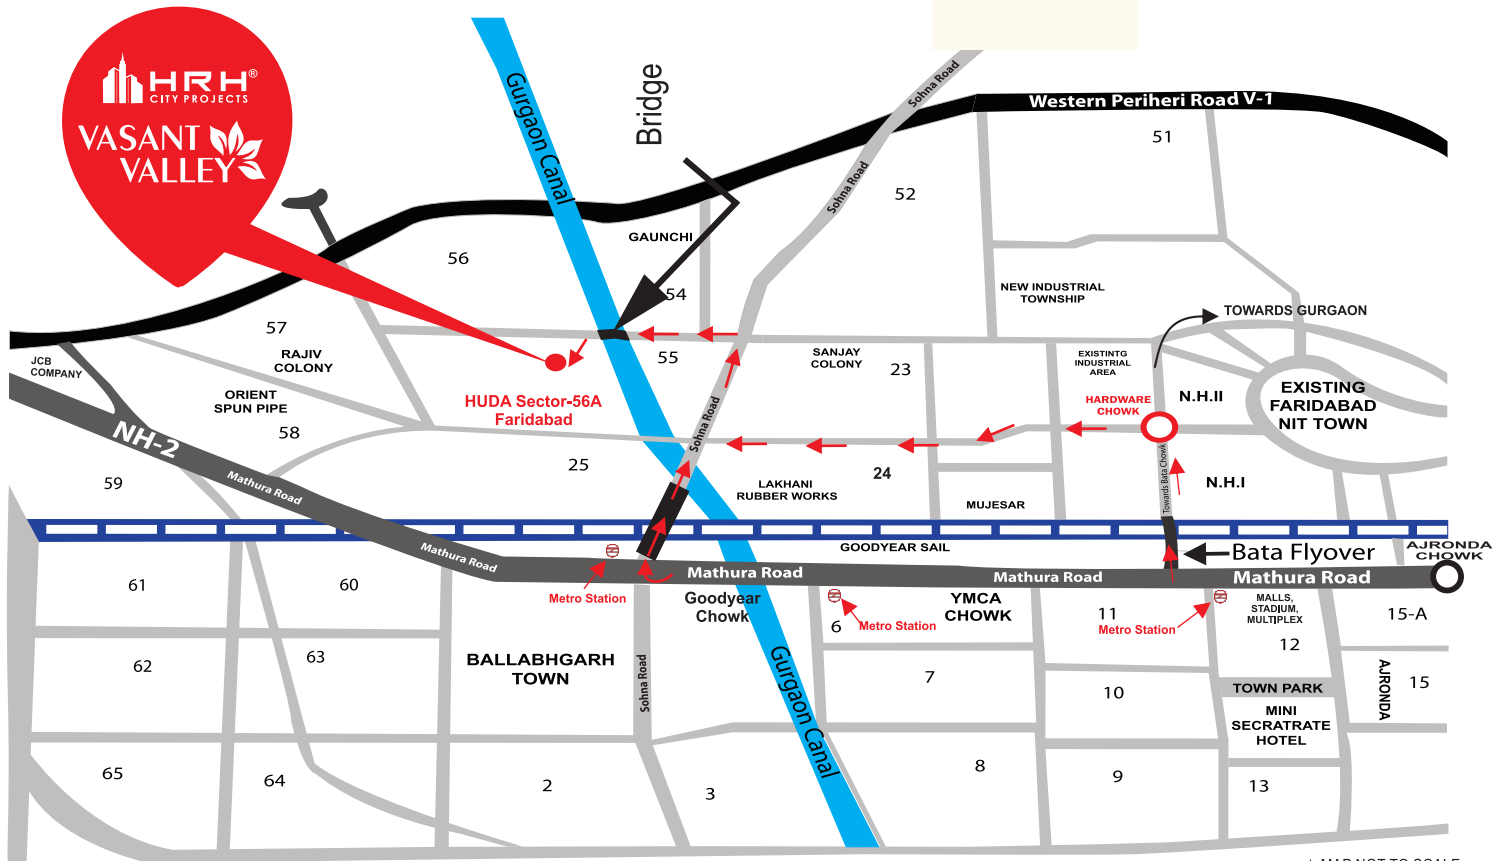 HRH®
CITY PROJECTS
VASANT
VALLEY
Gurgaon Canal
Bridge
Sohna Road
Western Periheri Road V-1
51
52
Sohna Road
GAUNCHI
56
54
NEW INDUSTRIAL
TOWNSHIP
TOWARDS GURGAON
57
RAJIV
COLONY
JCB
COMPANY
55
SANJAY
COLONY
23
EXISTINTG
INDUSTRIAL
AREA
N.H.II
EXISTING
FARIDABAD
NIT TOWN
ORIENT
SPUN PIPE
58
HUDA Sector-56A
Faridabad
HARDWARE
CHOWK
Sohna Road
NH-2
Mathura Road
59
25
LAKHANI
RUBBER WORKS
24
MUJESAR
Towards Bata Chowk
N.H.I
GOODYEAR SAIL
Bata Flyover
AJRONDA
CHOWK
Mathura Road
Mathura Road
Mathura Road
Mathura Road
61
60
Metro Station
Goodyear
Chowk
6
Metro Station
YMCA
CHOWK
11
Metro Station
MALLS,
STADIUM,
MULTIPLEX
12
15-A
62
63
BALLABHGARH
TOWN
Sohna Road
Gurgaon Canal
7
10
TOWN PARK
MINI
SECRATRATE
HOTEL
AJRONDA
15
65
64
2
3
8
9
13
MAP NOT TO SCALE